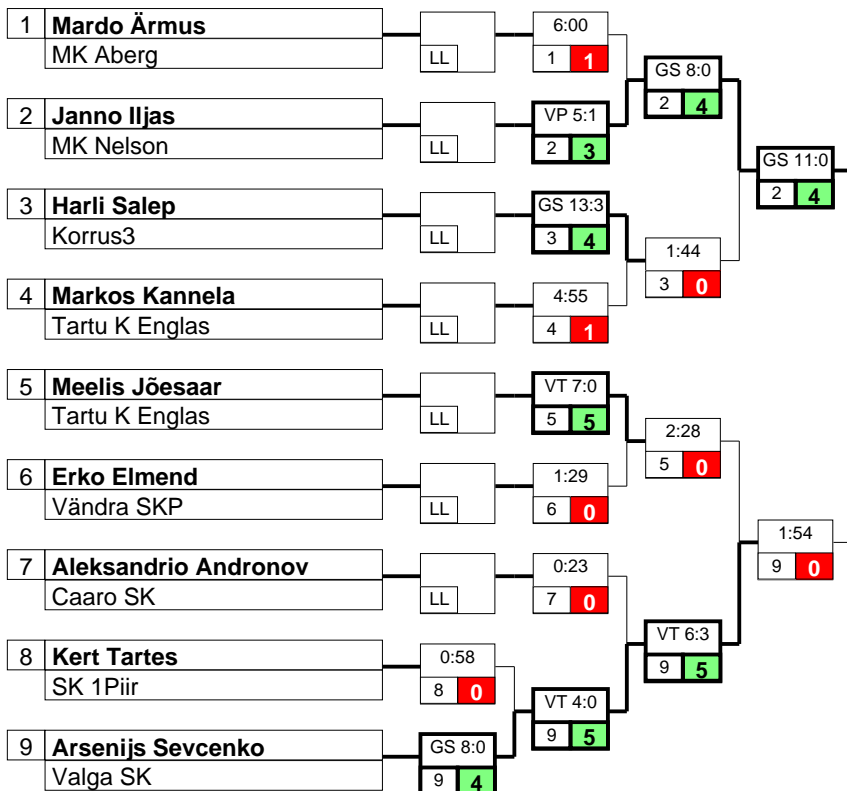 1 Mardo Ärmus
MK Aberg
LL
6:00
1 1
GS 8:0
2 4
2 Janno Iljas
MK Nelson
LL
VP 5:1
2 3
GS 11:0
2 4
3 Harli Salep
Korrus3
LL
GS 13:3
3 4
1:44
3 0
4 Markos Kannela
Tartu K Englas
LL
4:55
4 1
5 Meelis Jõesaar
Tartu K Englas
LL
VT 7:0
5 5
2:28
5 0
6 Erko Elmend
Vändra SKP
LL
1:29
6 0
1:54
9 0
7 Aleksandrio Andronov
Caaro SK
LL
0:23
7 0
VT 6:3
9 5
8 Kert Tartes
SK 1Piir
0:58
8 0
VT 4:0
9 5
9 Arsenijs Sevcenko
Valga SK
GS 8:0
9 4